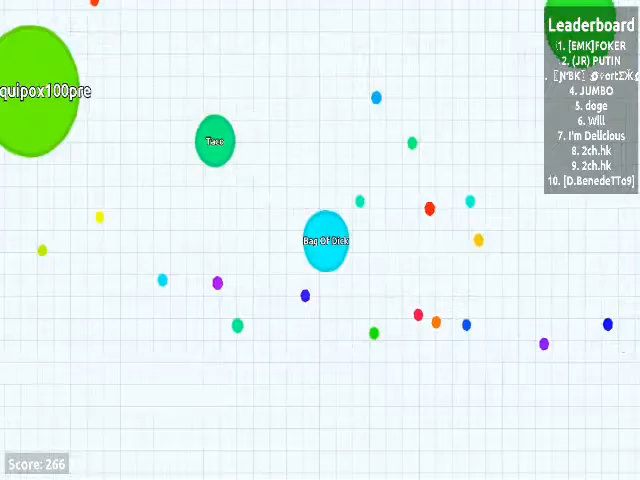 Leaderboard
1. [EMK]FOKER
2. (JR) PUTIN
4. JUMBO
5. doge
6. Will
7. I'm Delicious
8. 2ch.hk
9. 2ch.hk
10. [D.BenedeTTo9]
quipox100pre
Taco
Bag Of Dick
Score: 266